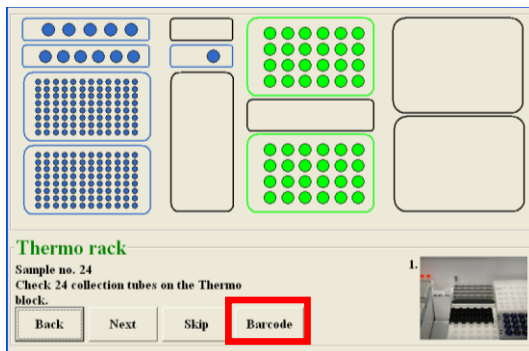 Thermo rack
Sample no. 24
Check 24 collection tubes on the Thermo
block.
1.
Back Next Skip Barcode